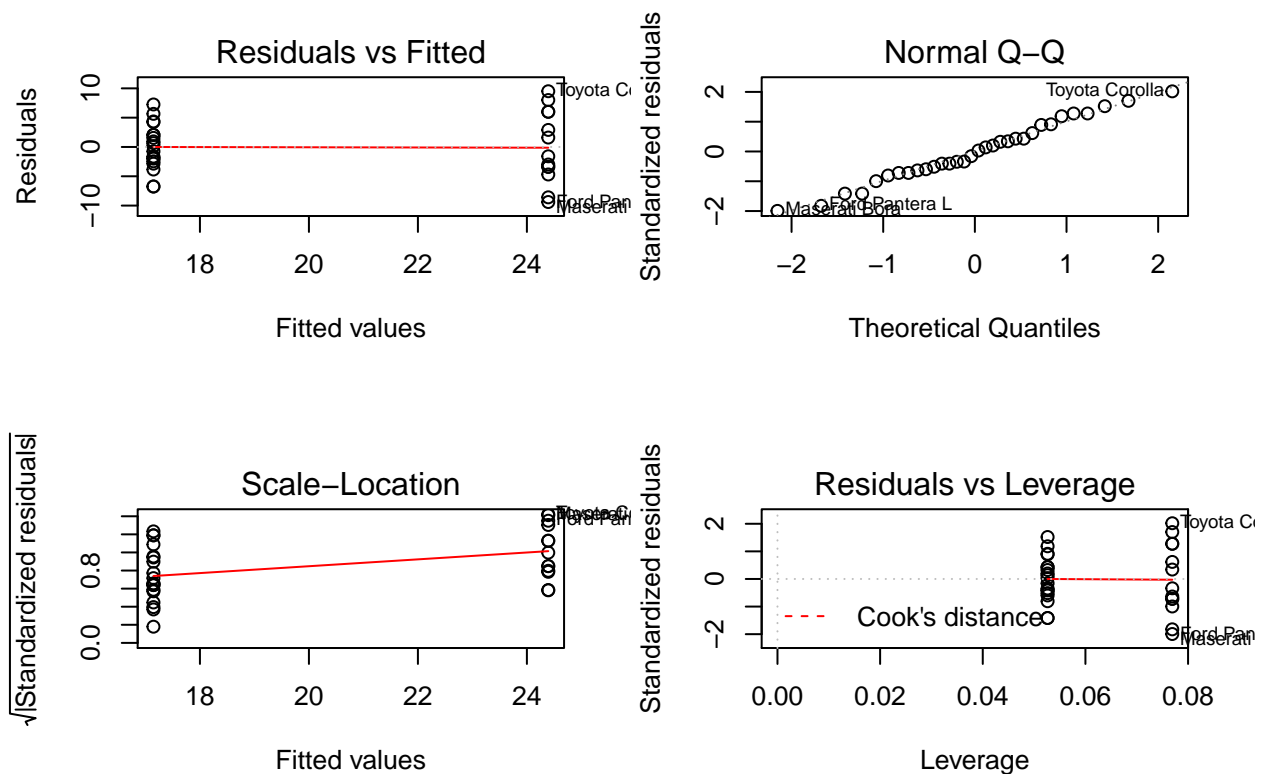 Residuals vs Fitted
Residuals
10
0
−10
Toyota Co
Ford Pan
Maserati
18 20 22 24
Fitted values
Normal Q−Q
Standardized residuals
2
0
−2
Toyota Corolla
Ford Pantera L
Maserati Bora
−2 −1 0 1 2
Theoretical Quantiles
Scale−Location
√|Standardized residuals|
0.8
0.0
Toyota C
Maserati
Ford Pan
18 20 22 24
Fitted values
Residuals vs Leverage
Standardized residuals
2
0
−2
Toyota Co
Cook's distance
Ford Pan
Maserati
0.00 0.02 0.04 0.06 0.08
Leverage